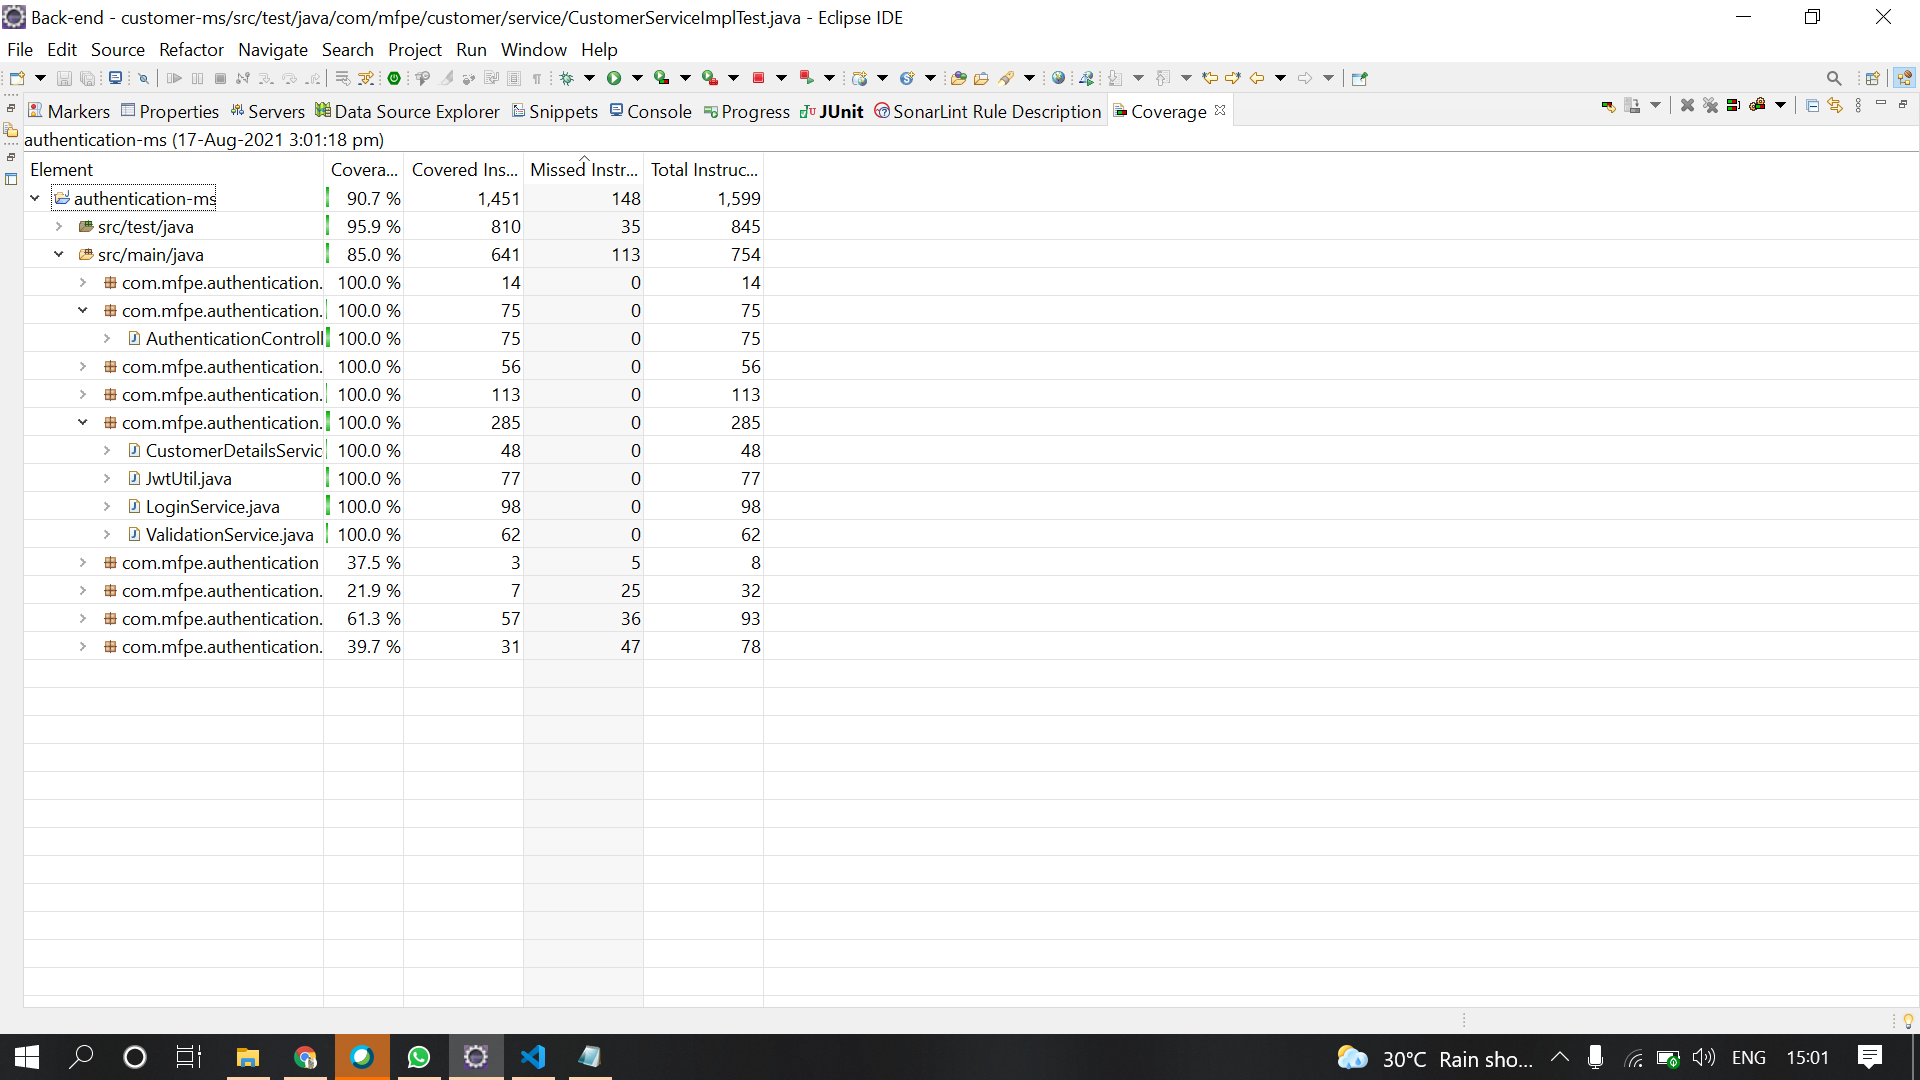 Back-end - customer-ms/src/test/java/com/mfpe/customer/service/CustomerServiceImplTest.java - Eclipse IDE
File Edit Source Refactor Navigate Search Project Run Window Help
Markers Properties Servers Data Source Explorer Snippets Console Progress JUnit SonarLint Rule Description Coverage
authentication-ms (17-Aug-2021 3:01:18 pm)
Element Covera... Covered Ins... Missed Instr... Total Instruc...
authentication-ms 90.7 % 1,451 148 1,599
src/test/java 95.9 % 810 35 845
src/main/java 85.0 % 641 113 754
com.mfpe.authentication. 100.0 % 14 0 14
com.mfpe.authentication. 100.0 % 75 0 75
AuthenticationControll 100.0 % 75 0 75
com.mfpe.authentication. 100.0 % 56 0 56
com.mfpe.authentication. 100.0 % 113 0 113
com.mfpe.authentication. 100.0 % 285 0 285
CustomerDetailsServic 100.0 % 48 0 48
JwtUtil.java 100.0 % 77 0 77
LoginService.java 100.0 % 98 0 98
ValidationService.java 100.0 % 62 0 62
com.mfpe.authentication 37.5 % 3 5 8
com.mfpe.authentication. 21.9 % 7 25 32
com.mfpe.authentication. 61.3 % 57 36 93
com.mfpe.authentication. 39.7 % 31 47 78
30°C Rain sho... ENG 15:01